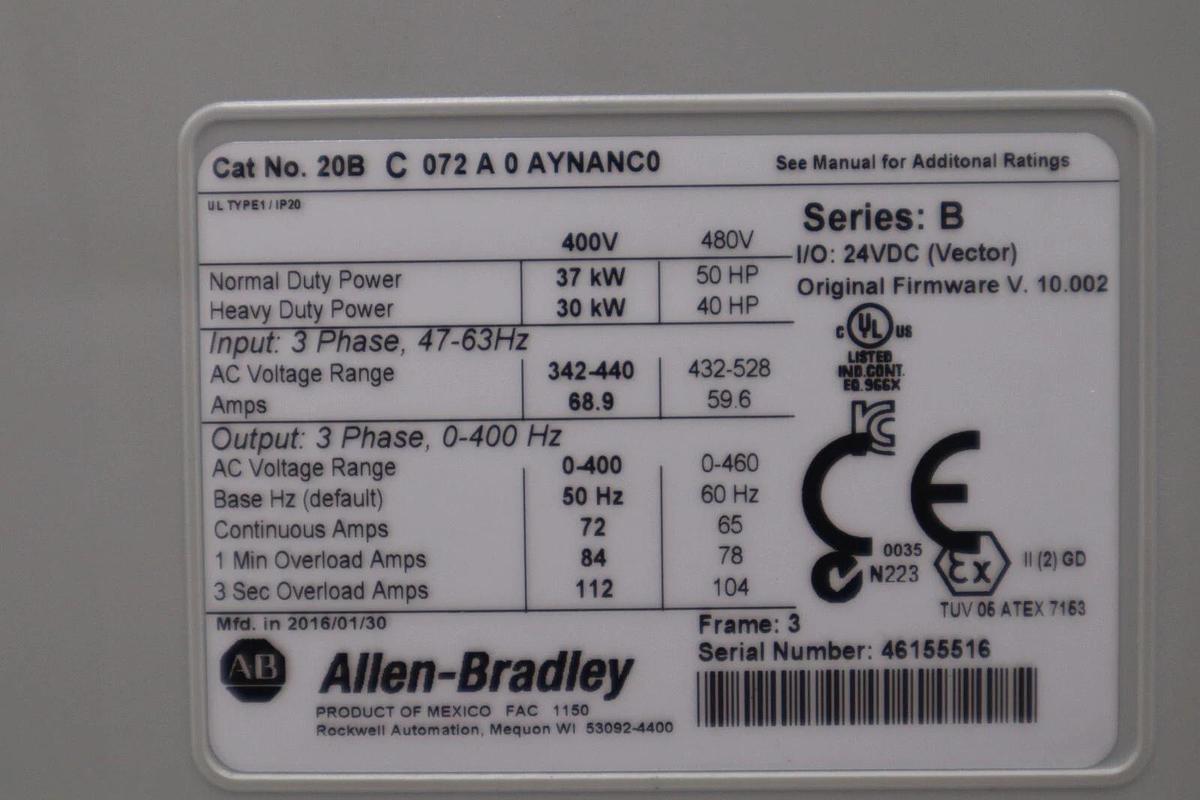 Cat No. 20B C 072 A 0 AYNANC0
See Manual for Additonal Ratings
UL TYPE1 / IP20
Series: B
400V 480V
I/O: 24VDC (Vector)
Normal Duty Power 37 kW 50 HP
Original Firmware V. 10.002
Heavy Duty Power 30 kW 40 HP
Input: 3 Phase, 47-63Hz
AC Voltage Range 342-440 432-528
Amps 68.9 59.6
C UL US
LISTED
IND.CONT.
EQ.966X
Output: 3 Phase, 0-400 Hz
AC Voltage Range 0-400 0-460
Base Hz (default) 50 Hz 60 Hz
Continuous Amps 72 65
1 Min Overload Amps 84 78
3 Sec Overload Amps 112 104
CE
0035
N223
Ex
II (2) GD
TUV 05 ATEX 7153
Mfd. in 2016/01/30
Frame: 3
Serial Number: 46155516
AB
Allen-Bradley
PRODUCT OF MEXICO FAC 1150
Rockwell Automation, Mequon WI 53092-4400